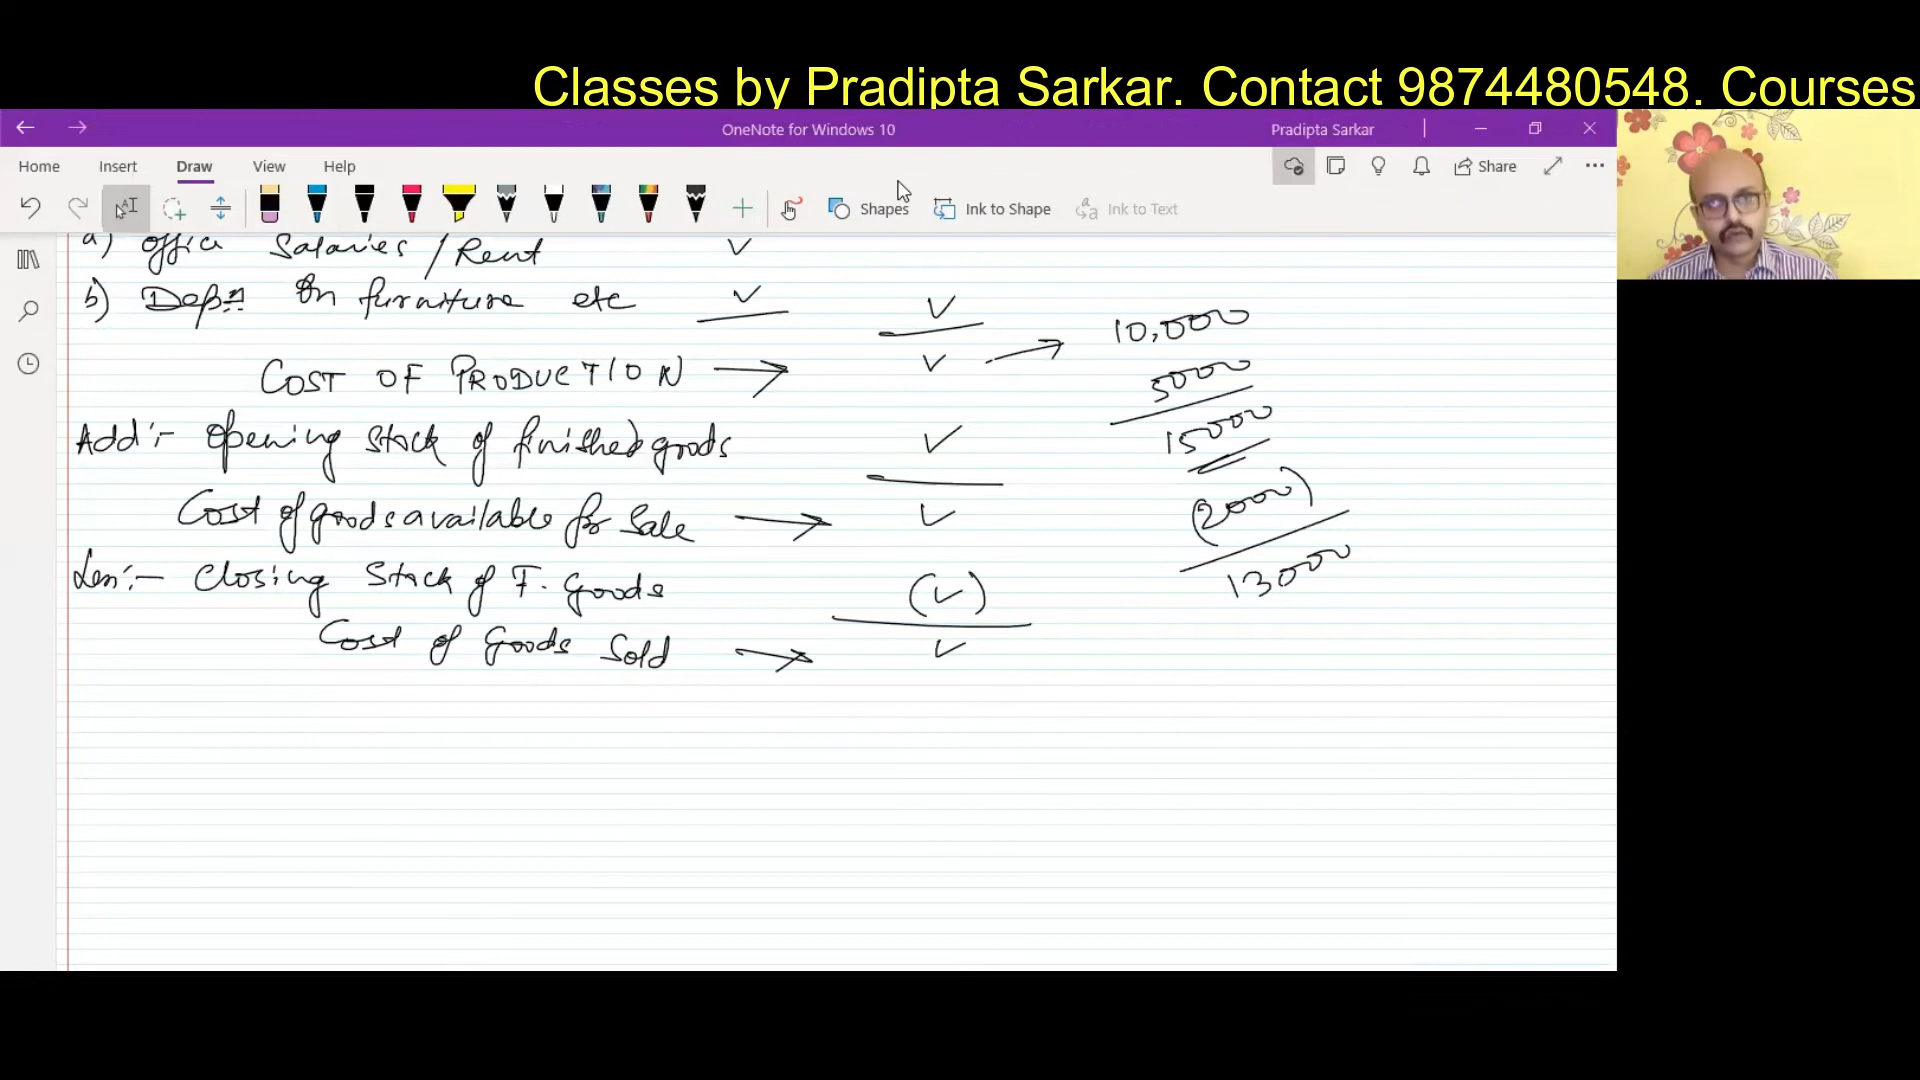 Classes by Pradipta Sarkar. Contact 9874480548. Courses
OneNote for Windows 10
Pradipta Sarkar
Home Insert Draw View Help
Share
Shapes Ink to Shape Ink to Text
a) Office Salaries / Rent
b) Depn On furniture etc
10,000
COST OF PRODUCTION
5000
Add:- Opening Stock of finished goods
15000
Cost of goods available for Sale
(2000)
Less:- Closing Stock of F. Goods
13000
Cost of Goods Sold